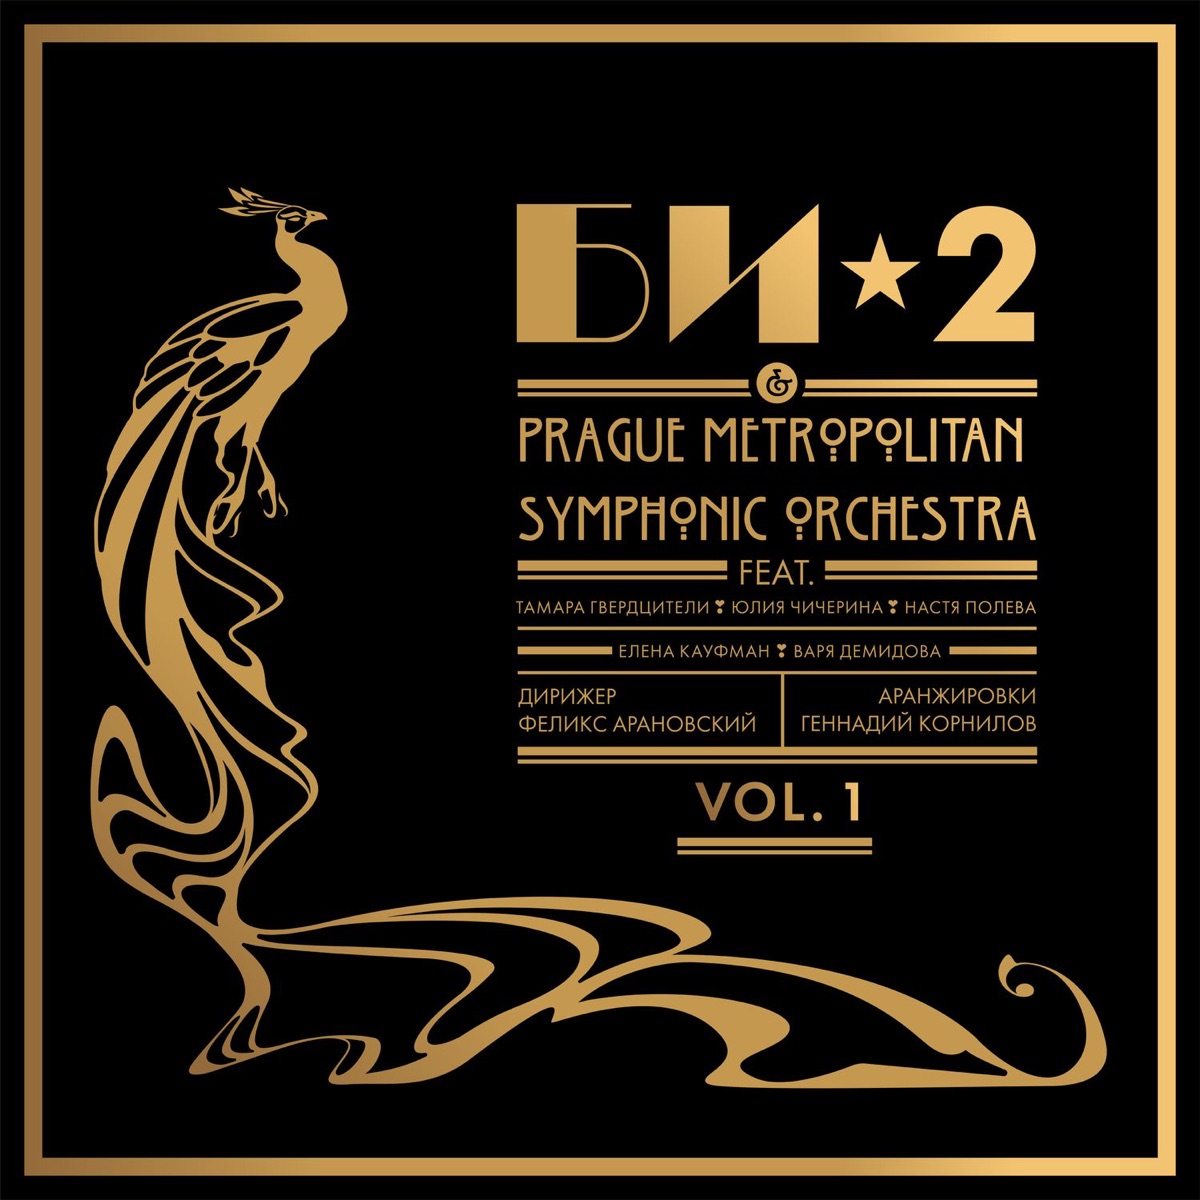 БИ★2
&
PRAGUE METROPOLITAN
SYMPHONIC ORCHESTRA
FEAT.
ТАМАРА ГВЕРДЦИТЕЛИ ❣ ЮЛИЯ ЧИЧЕРИНА ❣ НАСТЯ ПОЛЕВА
ЕЛЕНА КАУФМАН ❣ ВАРЯ ДЕМИДОВА
ДИРИЖЕР
ФЕЛИКС АРАНОВСКИЙ
АРАНЖИРОВКИ
ГЕННАДИЙ КОРНИЛОВ
VOL. 1